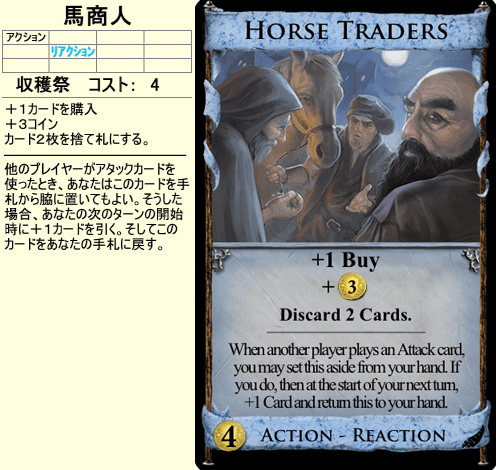 馬商人
アクション
リアクション
収穫祭 コスト： 4
＋１カードを購入
＋３コイン
カード２枚を捨て札にする。
他のプレイヤーがアタックカードを
使ったとき、あなたはこのカードを手
札から脇に置いてもよい。そうした
場合、あなたの次のターンの開始
時に＋１カードを引く。そしてこの
カードをあなたの手札に戻す。
HORSE TRADERS
+1 Buy
+ 3
Discard 2 Cards.
When another player plays an Attack card,
you may set this aside from your hand. If
you do, then at the start of your next turn,
+1 Card and return this to your hand.
4 ACTION - REACTION